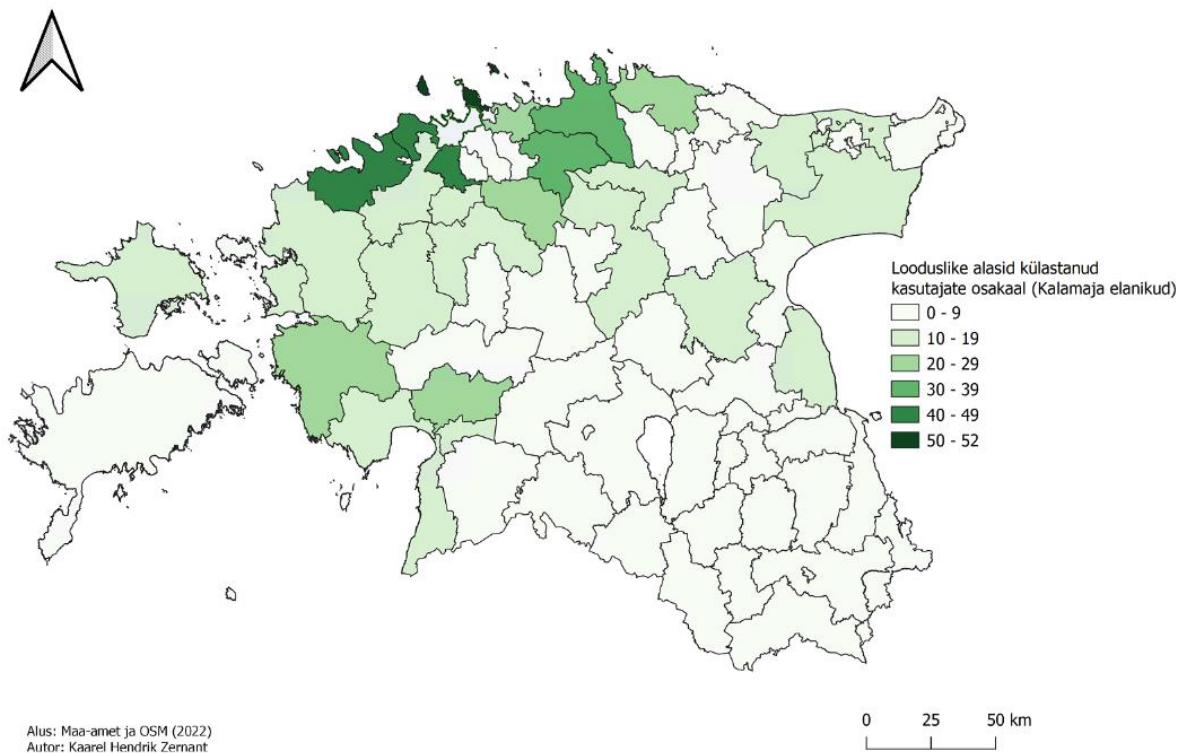 Looduslike alasid külastanud
kasutajate osakaal (Kalamaja elanikud)
0 - 9
10 - 19
20 - 29
30 - 39
40 - 49
50 - 52
Alus: Maa-amet ja OSM (2022)
Autor: Kaarel Hendrik Zernant
0 25 50 km